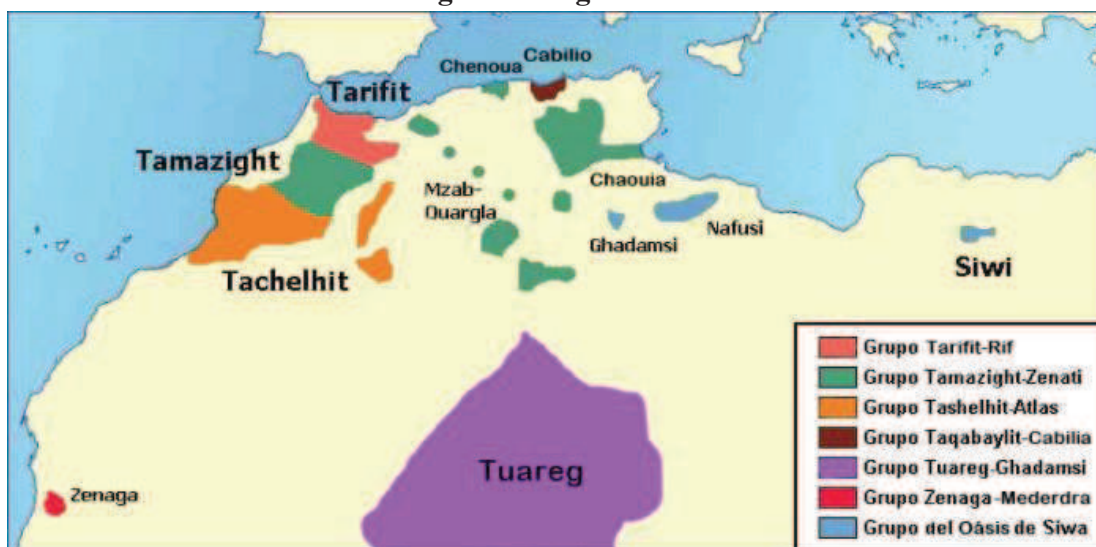 Cabilio
Chenoua
Tarifit
Tamazight
Chaouia
Mzab-
Ouargla
Nafusi
Ghadamsi
Siwi
Tachelhit
Tuareg
Zenaga
Grupo Tarifit-Rif
Grupo Tamazight-Zenati
Grupo Tashelhit-Atlas
Grupo Taqabaylit-Cabilia
Grupo Tuareg-Ghadamsi
Grupo Zenaga-Mederdra
Grupo del Oásis de Siwa